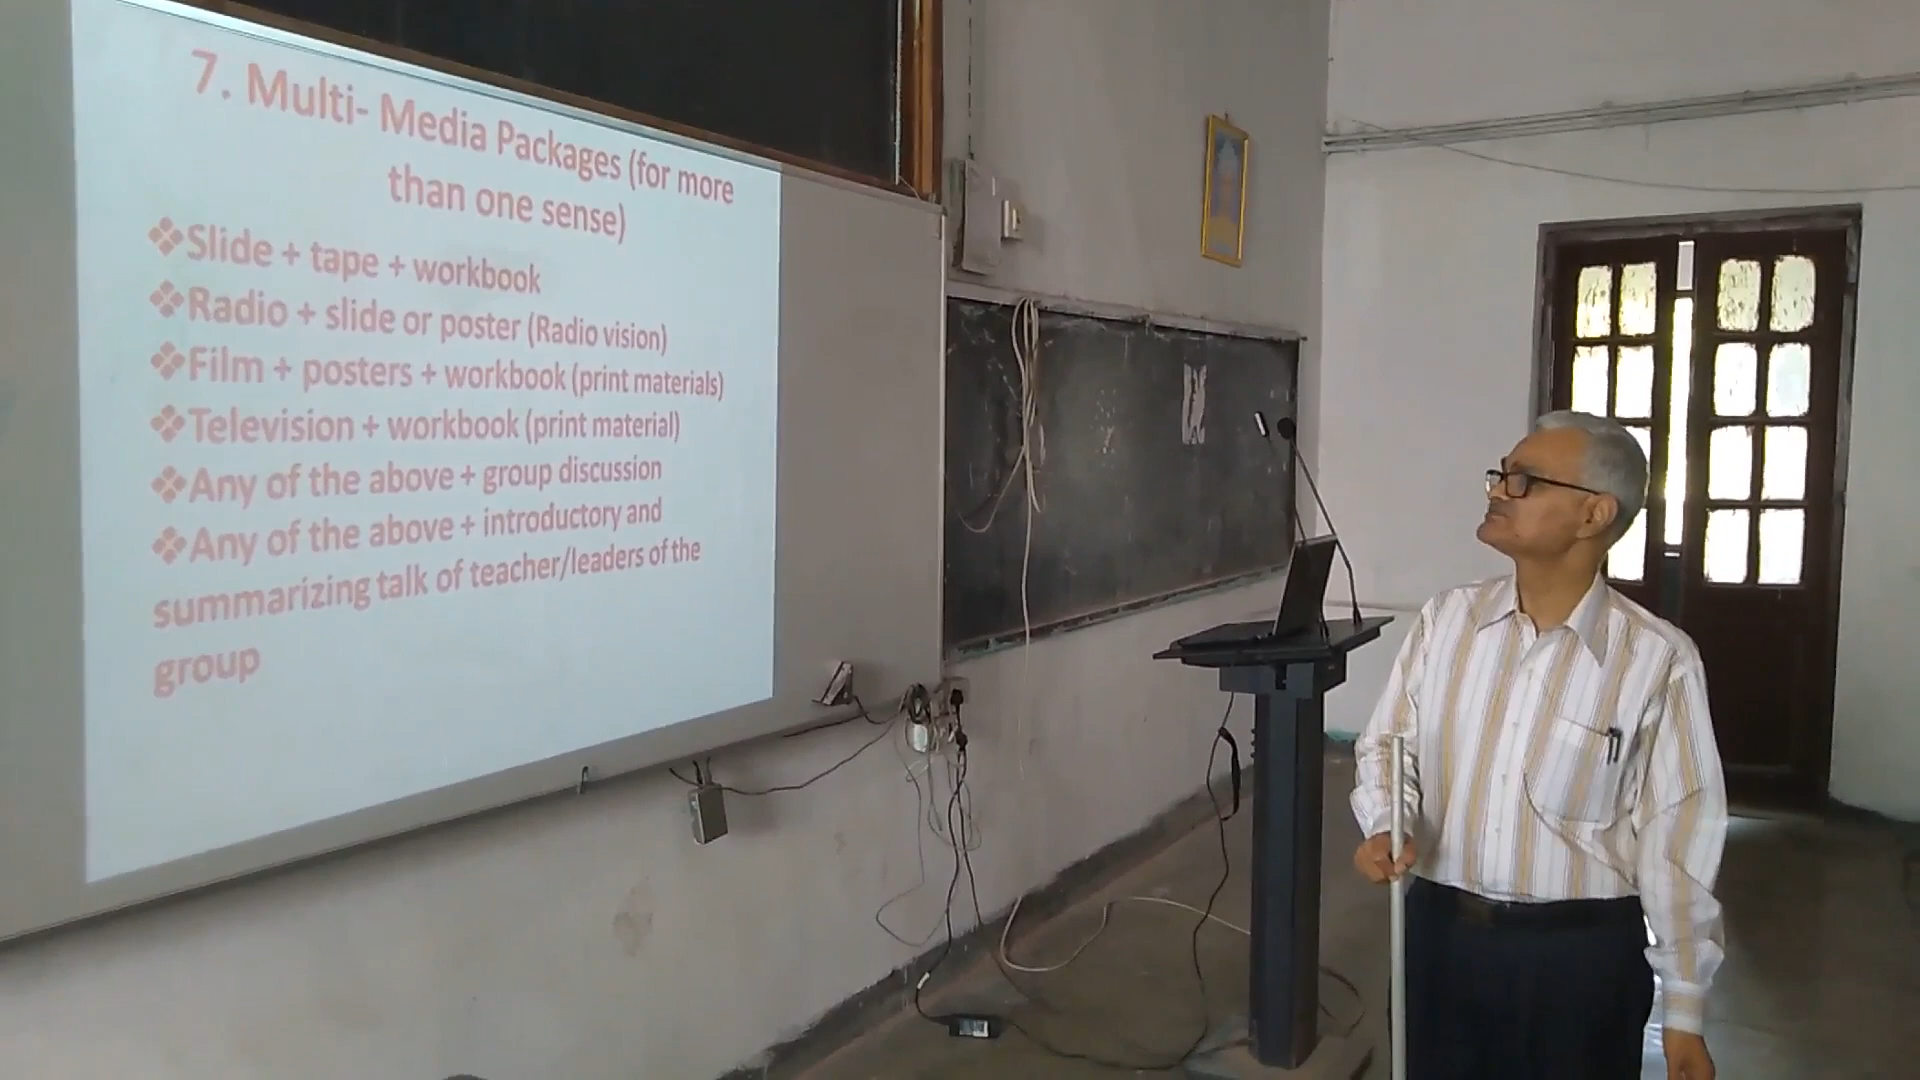 7. Multi- Media Packages (for more
than one sense)
❖Slide + tape + workbook
❖Radio + slide or poster (Radio vision)
❖Film + posters + workbook (print materials)
❖Television + workbook (print material)
❖Any of the above + group discussion
❖Any of the above + introductory and
summarizing talk of teacher/leaders of the
group